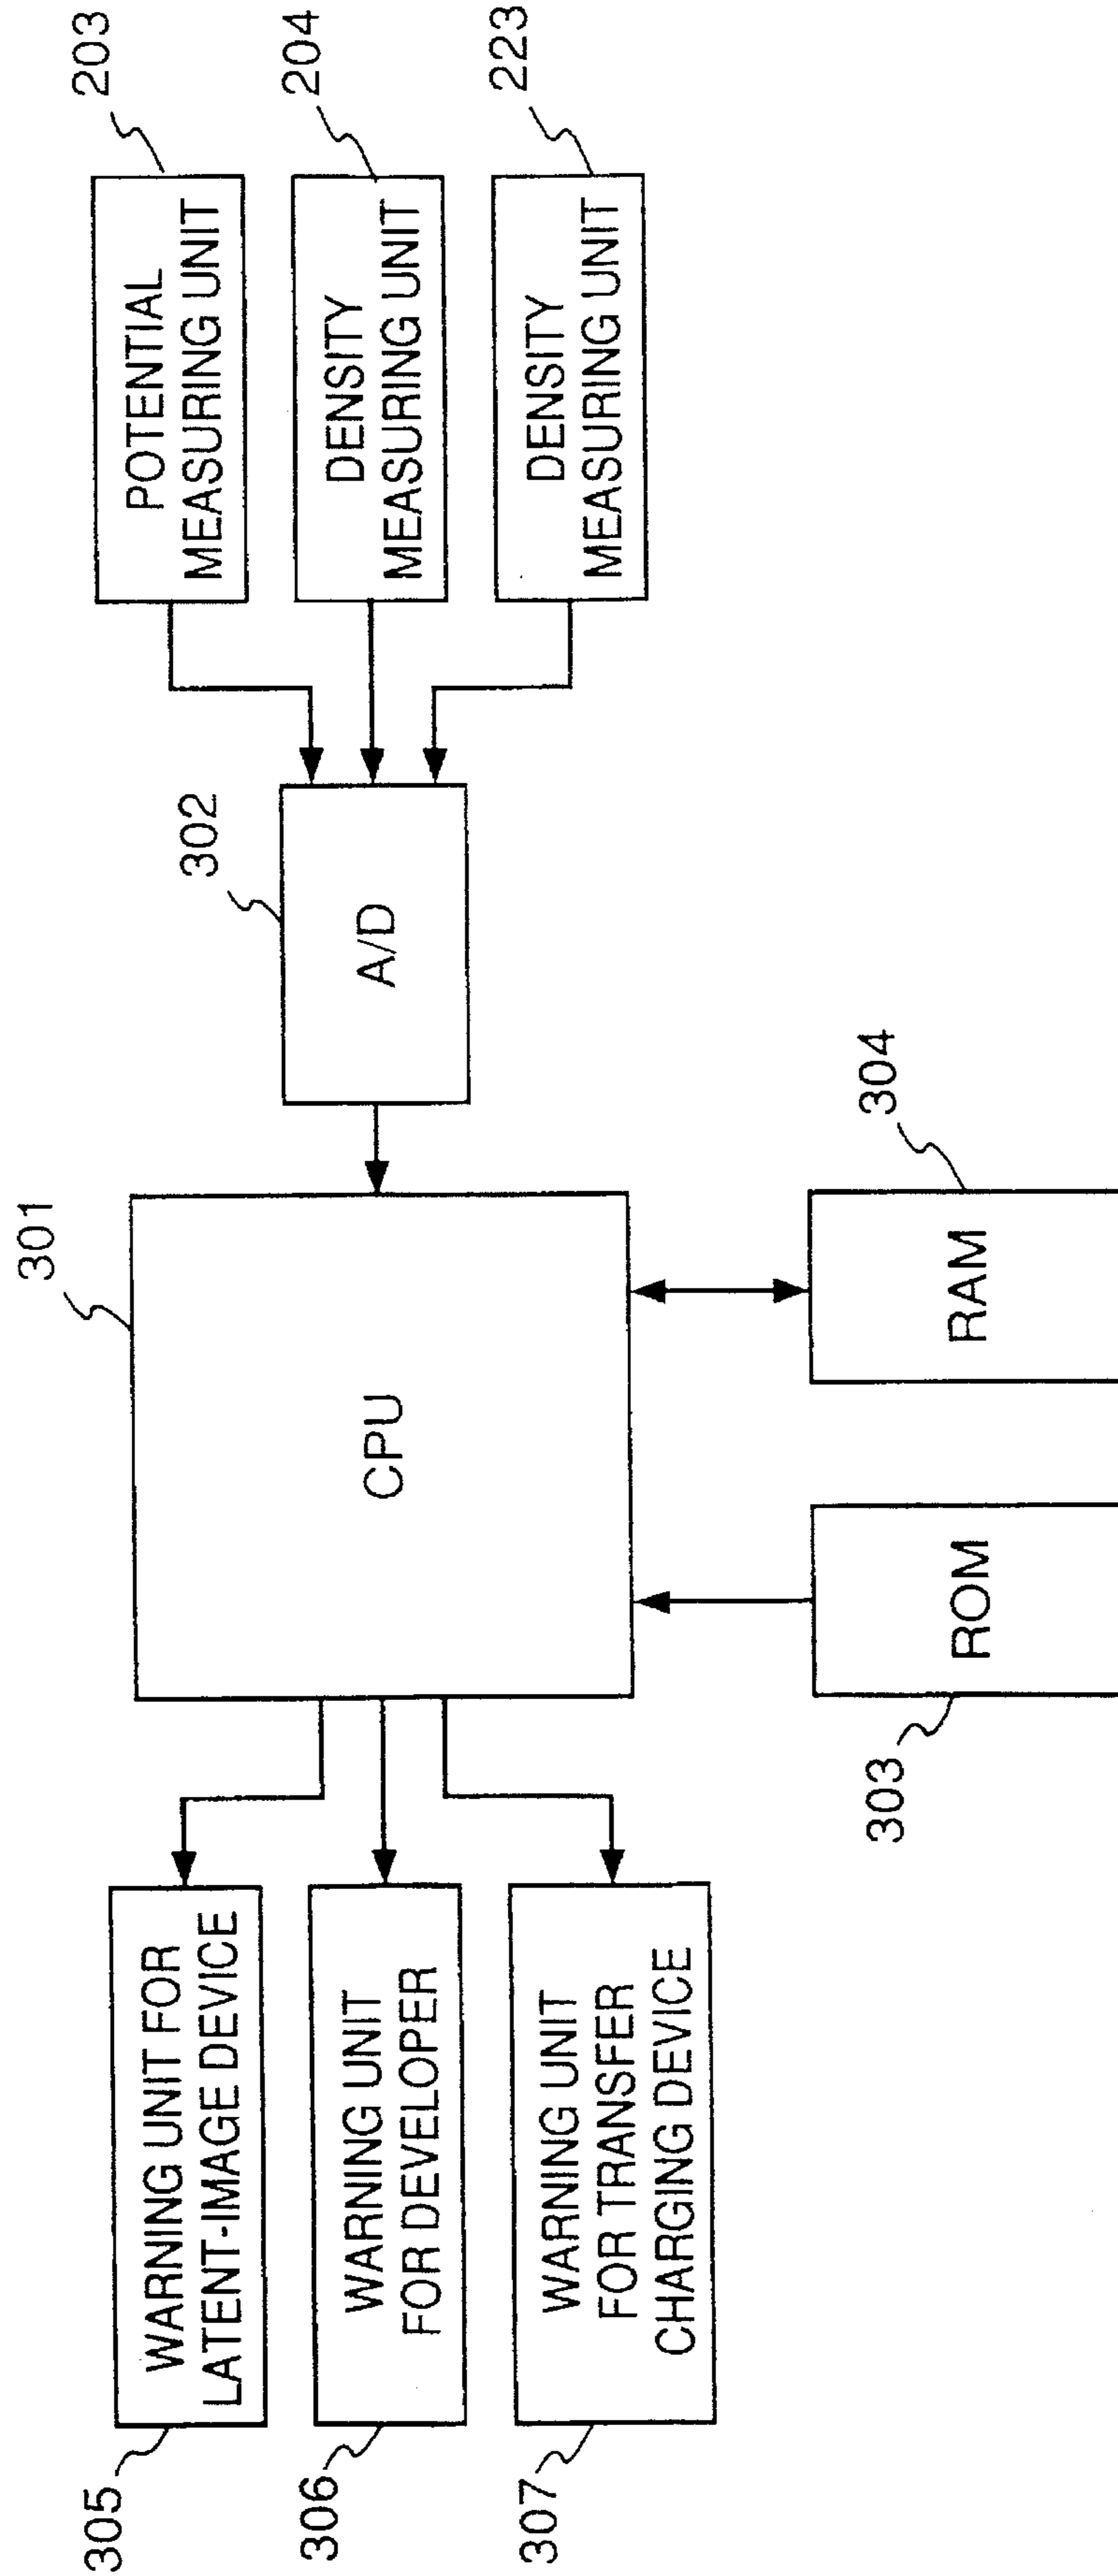 305
WARNING UNIT FOR
LATENT-IMAGE DEVICE
306
WARNING UNIT
FOR DEVELOPER
307
WARNING UNIT
FOR TRANSFER
CHARGING DEVICE
301
CPU
303
ROM
304
RAM
302
A/D
203
POTENTIAL
MEASURING UNIT
204
DENSITY
MEASURING UNIT
223
DENSITY
MEASURING UNIT